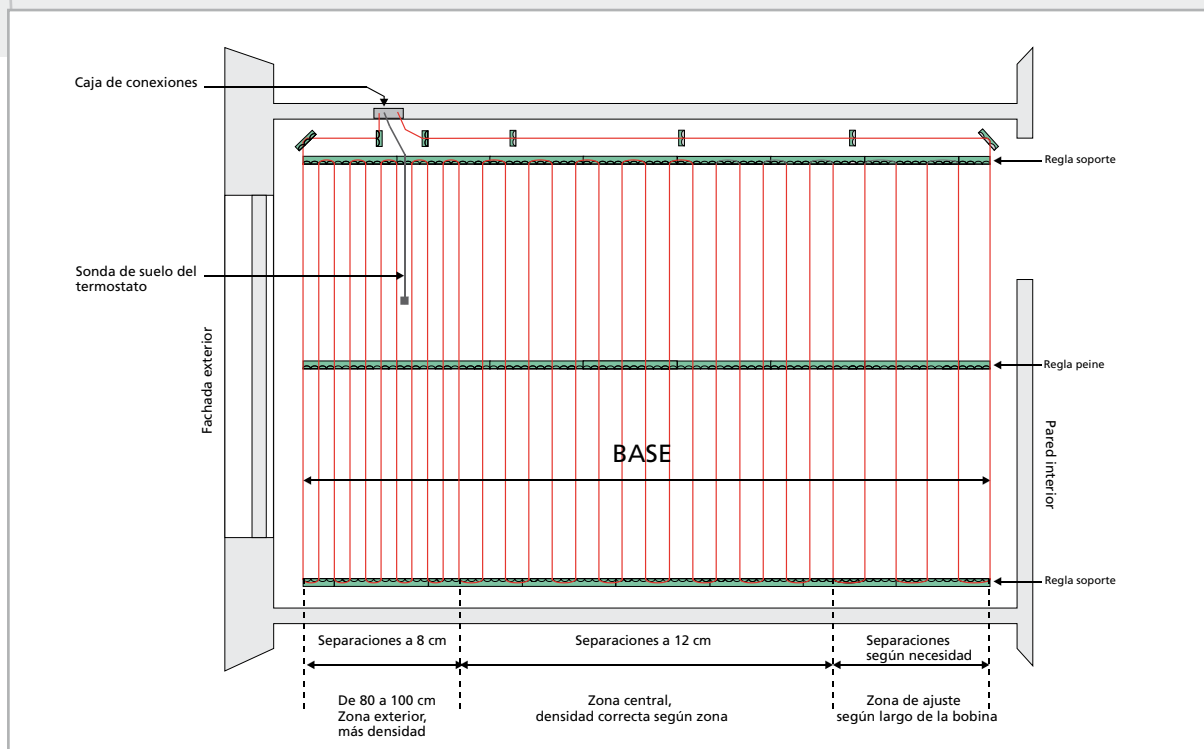 Caja de conexiones
Regla soporte
Sonda de suelo del
termostato
Fachada exterior
Regla peine
BASE
Pared interior
Regla soporte
Separaciones a 8 cm
Separaciones a 12 cm
Separaciones
según necesidad
De 80 a 100 cm
Zona exterior,
más densidad
Zona central,
densidad correcta según zona
Zona de ajuste
según largo de la bobina